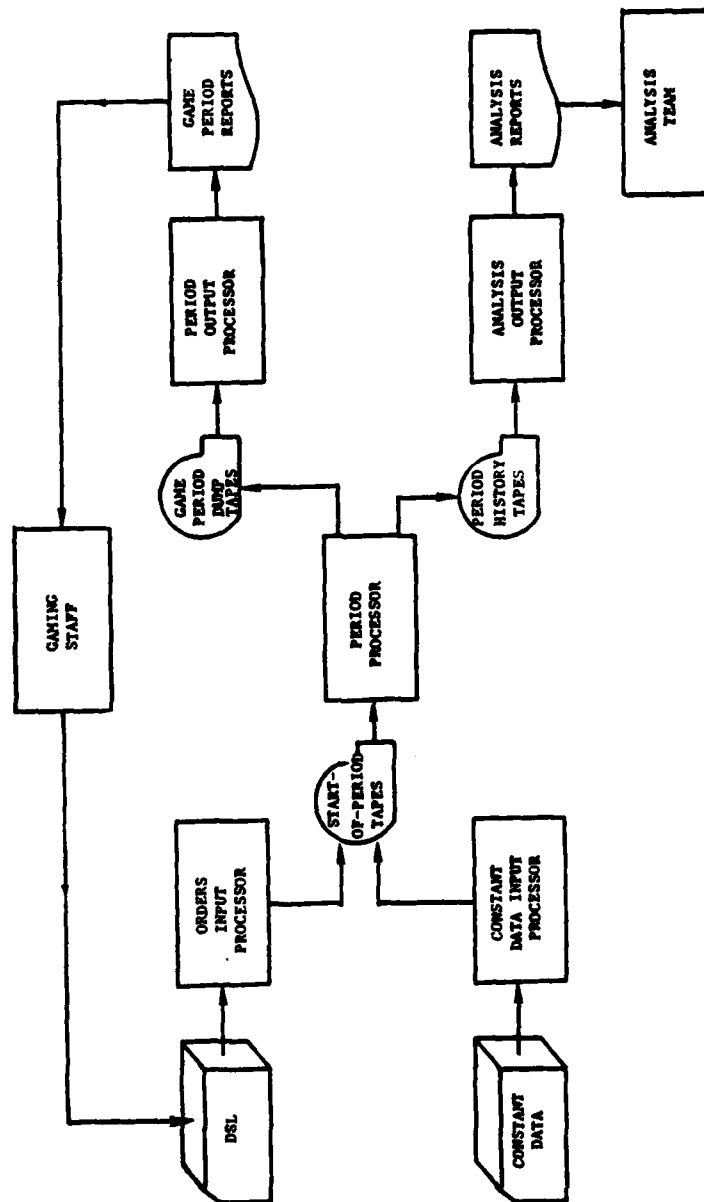 GAMING
STAFF
DSL
ORDERS
INPUT
PROCESSOR
GAME
PERIOD
DUMP
TAPES
PERIOD
OUTPUT
PROCESSOR
GAME
PERIOD
REPORTS
START-
OF-PERIOD
TAPES
PERIOD
PROCESSOR
CONSTANT
DATA
CONSTANT
DATA INPUT
PROCESSOR
PERIOD
HISTORY
TAPES
ANALYSIS
OUTPUT
PROCESSOR
ANALYSIS
REPORTS
ANALYSIS
TEAM